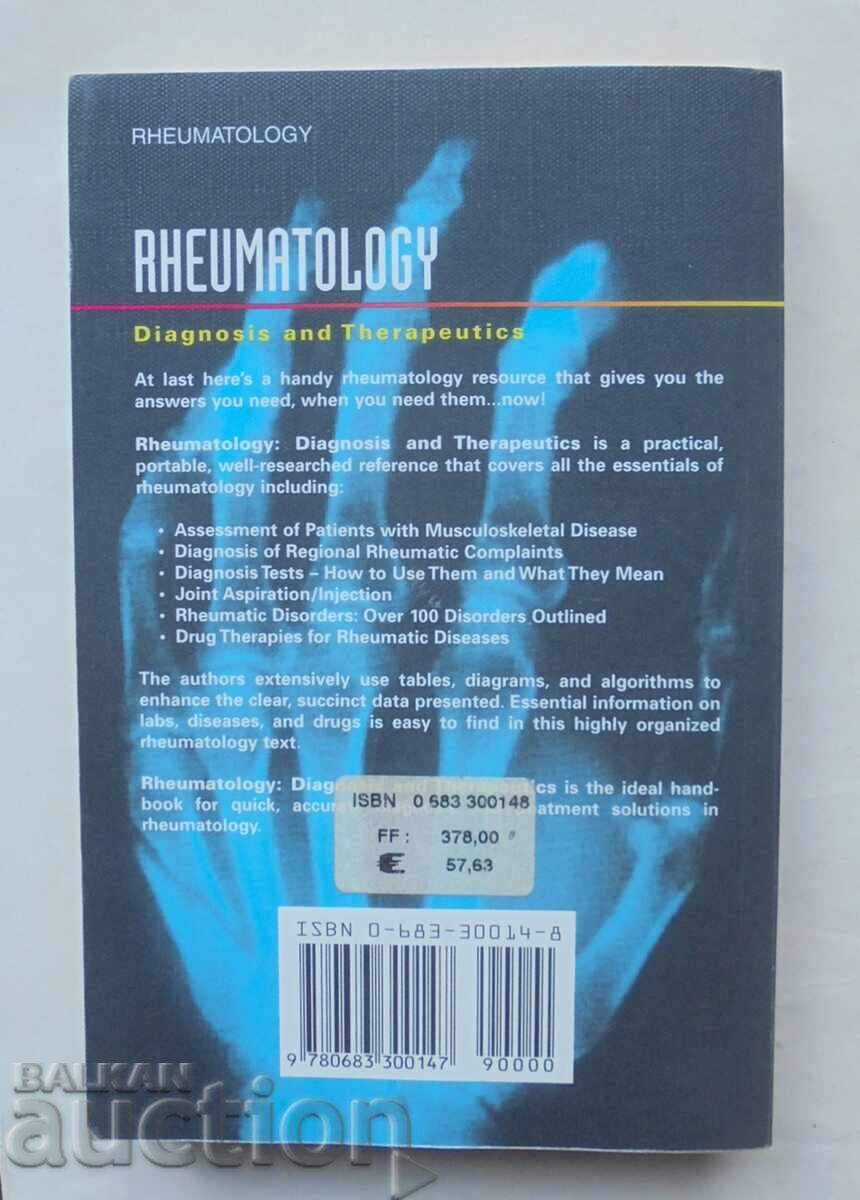 RHEUMATOLOGY
RHEUMATOLOGY
Diagnosis and Therapeutics
At last here's a handy rheumatology resource that gives you the
answers you need, when you need them...now!
Rheumatology: Diagnosis and Therapeutics is a practical,
portable, well-researched reference that covers all the essentials of
rheumatology including:
• Assessment of Patients with Musculoskeletal Disease
• Diagnosis of Regional Rheumatic Complaints
• Diagnosis Tests – How to Use Them and What They Mean
• Joint Aspiration/Injection
• Rheumatic Disorders: Over 100 Disorders Outlined
• Drug Therapies for Rheumatic Diseases
The authors extensively use tables, diagrams, and algorithms to
enhance the clear, succinct data presented. Essential information on
labs, diseases, and drugs is easy to find in this highly organized
rheumatology text.
Rheumatology: is the ideal hand-
book for quick, solutions in
rheumatology.
ISBN 0 683 300148
FF : 378,00
€ 57,63
ISBN 0-683-30014-8
9 780683 300147 90000
BALKAN
auction